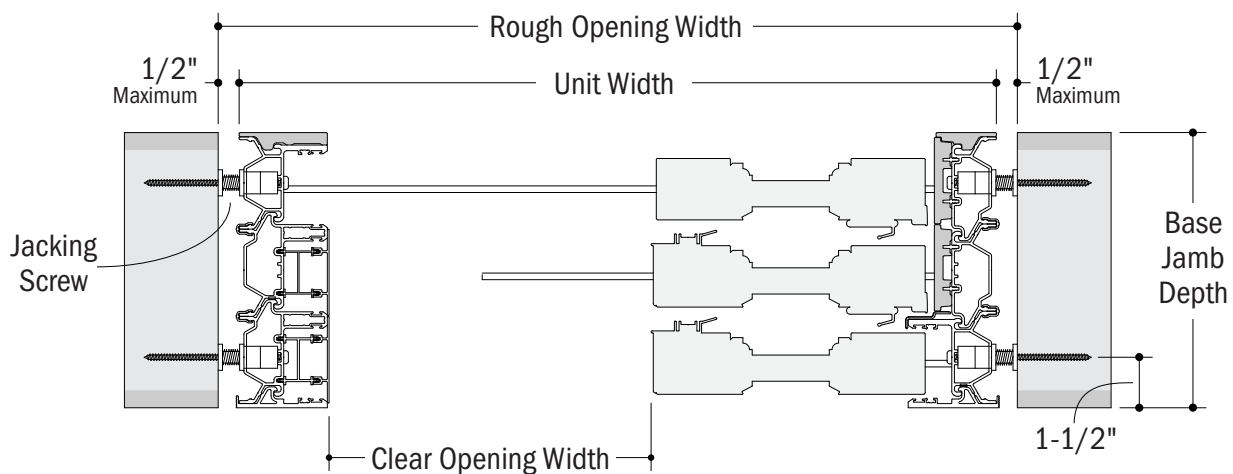 Rough Opening Width
1/2"
Maximum
Unit Width
1/2"
Maximum
Jacking
Screw
Base
Jamb
Depth
1-1/2"
Clear Opening Width